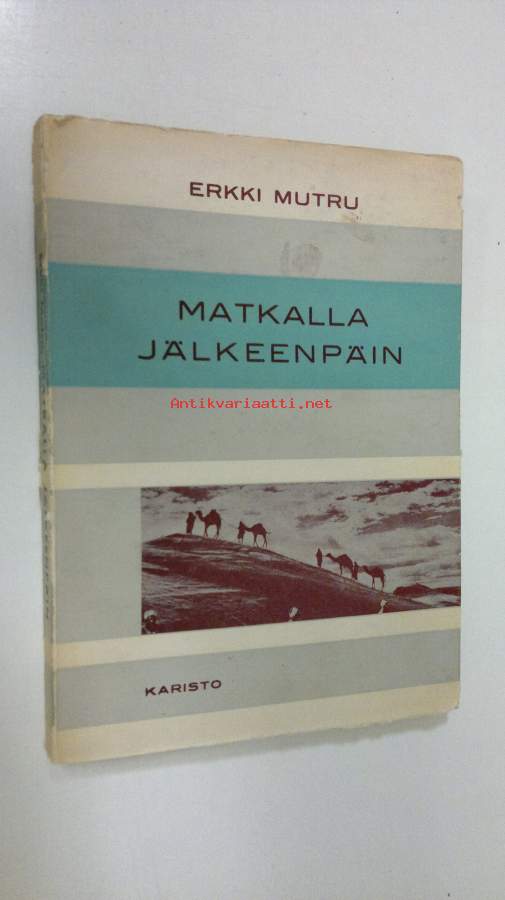 ERKKI MUTRU
MATKALLA
JÄLKEENPÄIN
Antikvariaatti.net
KARISTO